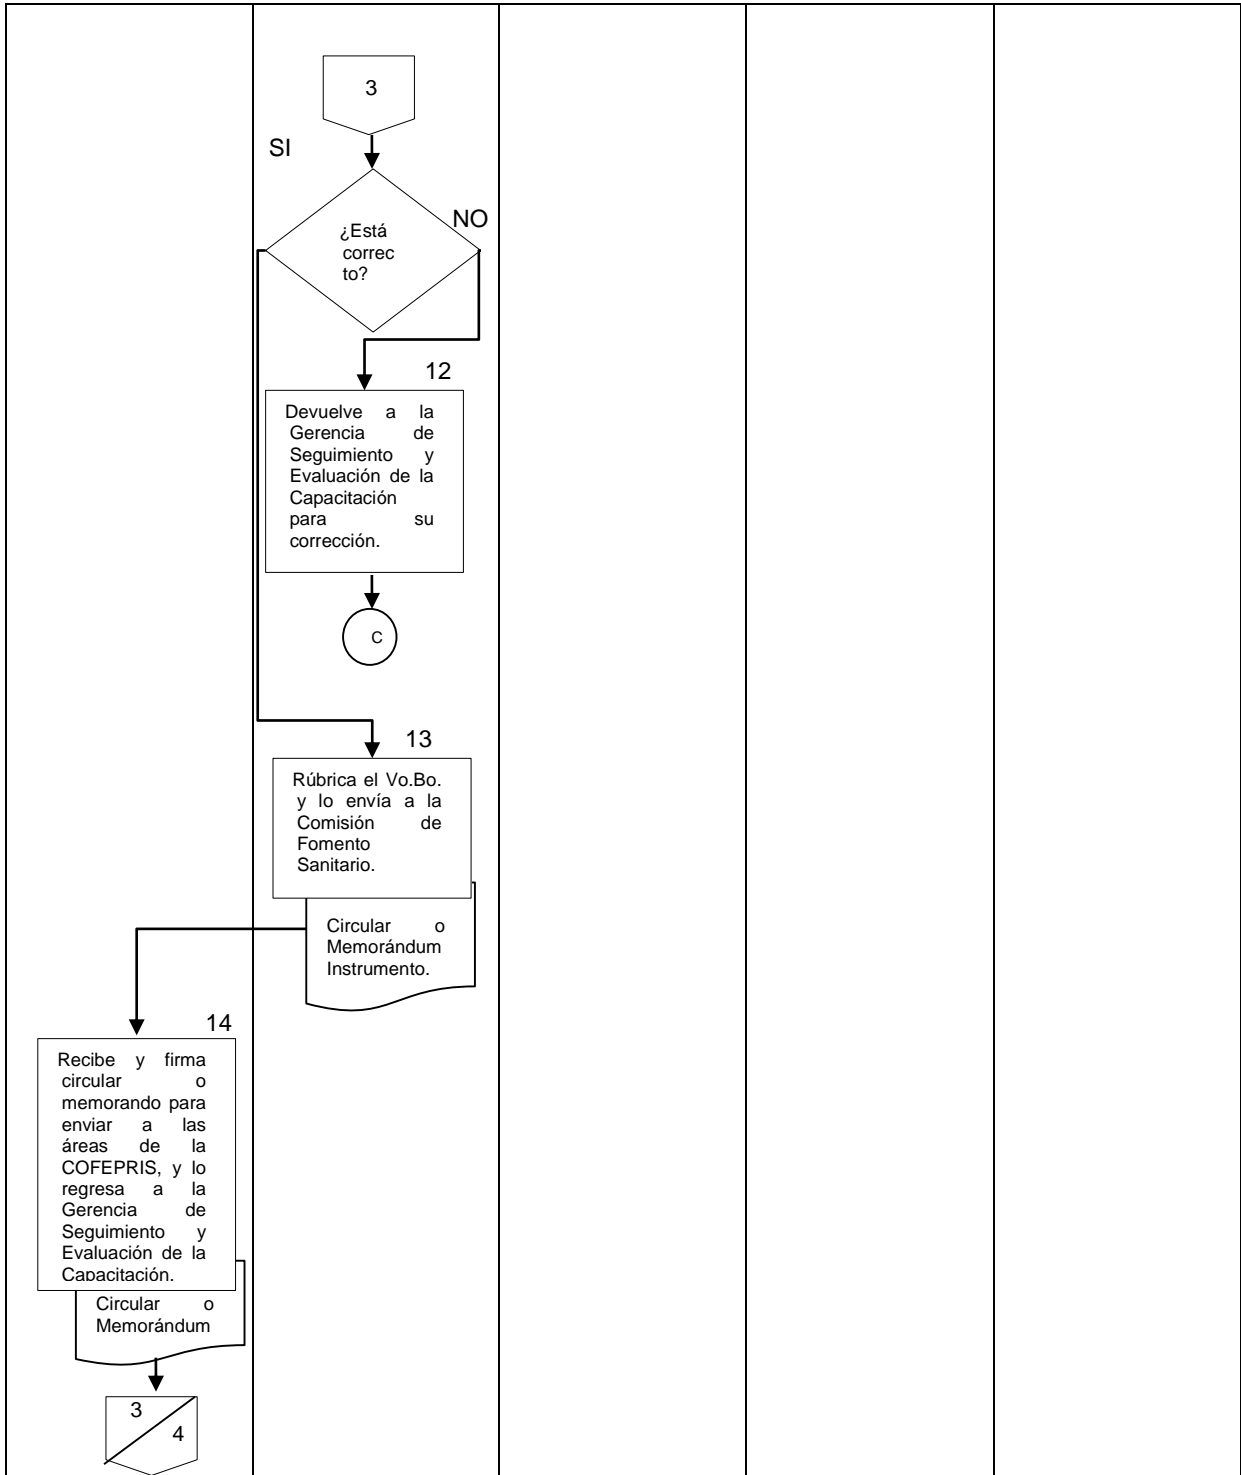 3
SI
NO
¿Está
correc
to?
12
Devuelve a la
Gerencia de
Seguimiento y
Evaluación de la
Capacitación
para su
corrección.
C
13
Rúbrica el Vo.Bo.
y lo envía a la
Comisión de
Fomento
Sanitario.
Circular o
Memorándum
Instrumento.
14
Recibe y firma
circular o
memorando para
enviar a las
áreas de la
COFEPRIS, y lo
regresa a la
Gerencia de
Seguimiento y
Evaluación de la
Capacitación.
Circular o
Memorándum
3
4